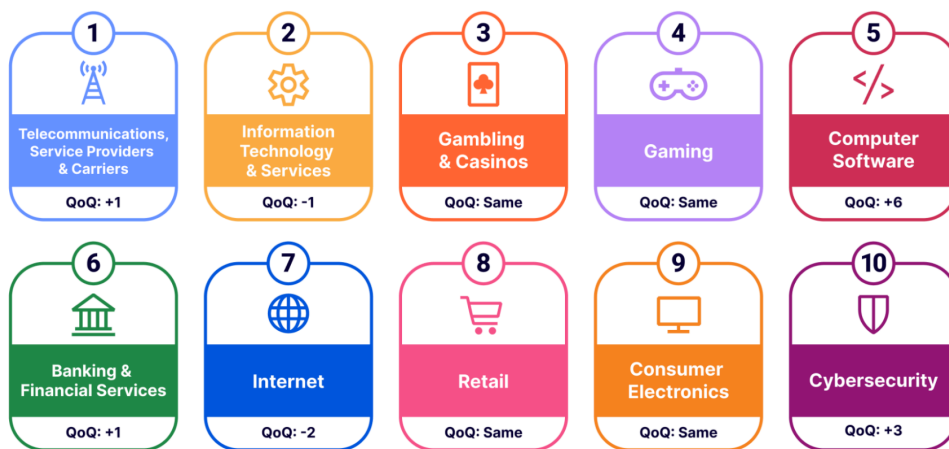 1
Telecommunications,
Service Providers
& Carriers
QoQ: +1
2
Information
Technology
& Services
QoQ: -1
3
Gambling
& Casinos
QoQ: Same
4
Gaming
QoQ: Same
5
</>
Computer
Software
QoQ: +6
6
Banking &
Financial Services
QoQ: +1
7
Internet
QoQ: -2
8
Retail
QoQ: Same
9
Consumer
Electronics
QoQ: Same
10
Cybersecurity
QoQ: +3